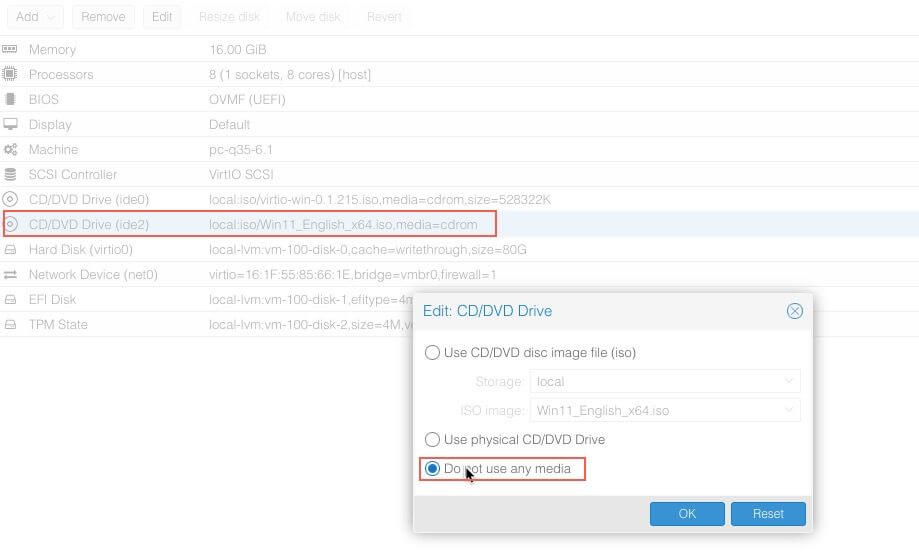 Add Remove Edit Resize disk Move disk Revert
Memory 16.00 GiB
Processors 8 (1 sockets, 8 cores) [host]
BIOS OVMF (UEFI)
Display Default
Machine pc-q35-6.1
SCSI Controller VirtIO SCSI
CD/DVD Drive (ide0) local:iso/virtio-win-0.1.215.iso,media=cdrom,size=528322K
CD/DVD Drive (ide2) local:iso/Win11_English_x64.iso,media=cdrom
Hard Disk (virtio0) local-lvm:vm-100-disk-0,cache=writethrough,size=80G
Network Device (net0) virtio=16:1F:55:85:66:1E,bridge=vmbr0,firewall=1
EFI Disk local-lvm:vm-100-disk-1,efitype=4m
TPM State local-lvm:vm-100-disk-2,size=4M,v
Edit: CD/DVD Drive
Use CD/DVD disc image file (iso)
Storage: local
ISO image: Win11_English_x64.iso
Use physical CD/DVD Drive
Do not use any media
OK Reset